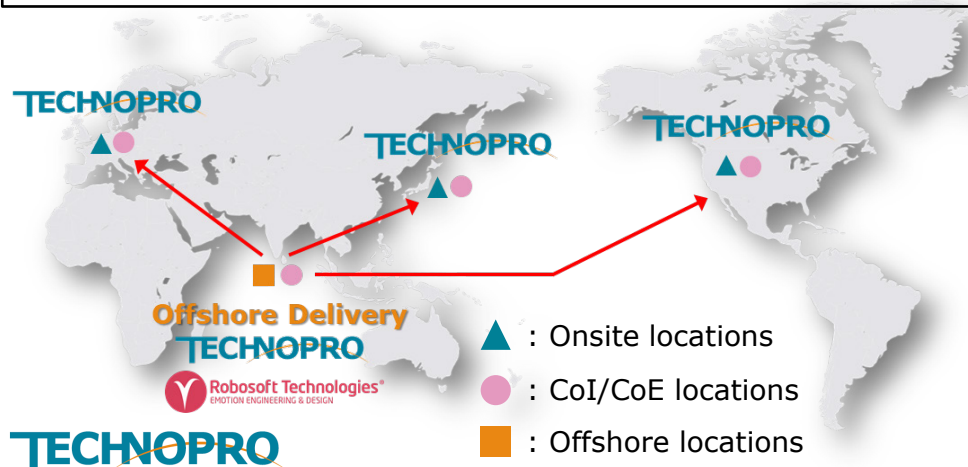 TECHNOPRO
TECHNOPRO
TECHNOPRO
Offshore Delivery
TECHNOPRO
Robosoft Technologies®
EMOTION ENGINEERING & DESIGN
: Onsite locations
: CoI/CoE locations
: Offshore locations
TECHNOPRO